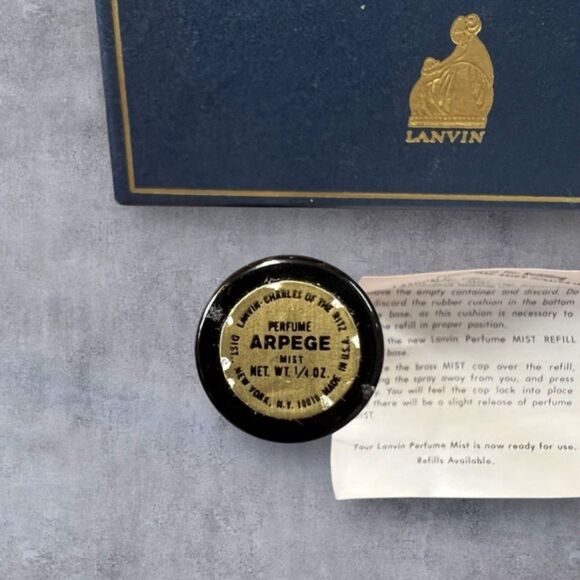 LANVIN
LANVIN-CHARLES OF THE RITZ
DIST.
PERFUME
ARPEGE
MIST
NET. WT. 1/4 OZ.
NEW YORK, N.Y. 10019 MADE IN U.S.A.
the empty container and discard. Do
discard the rubber cushion in the bottom
base, as this cushion is necessary to
refill in proper position.
the new Lanvin Perfume MIST REFILL
base.
the brass MIST cap over the refill,
the spray away from you, and press
You will feel the cap lock into place
there will be a slight release of perfume
Your Lanvin Perfume Mist is now ready for use.
Refills Available.